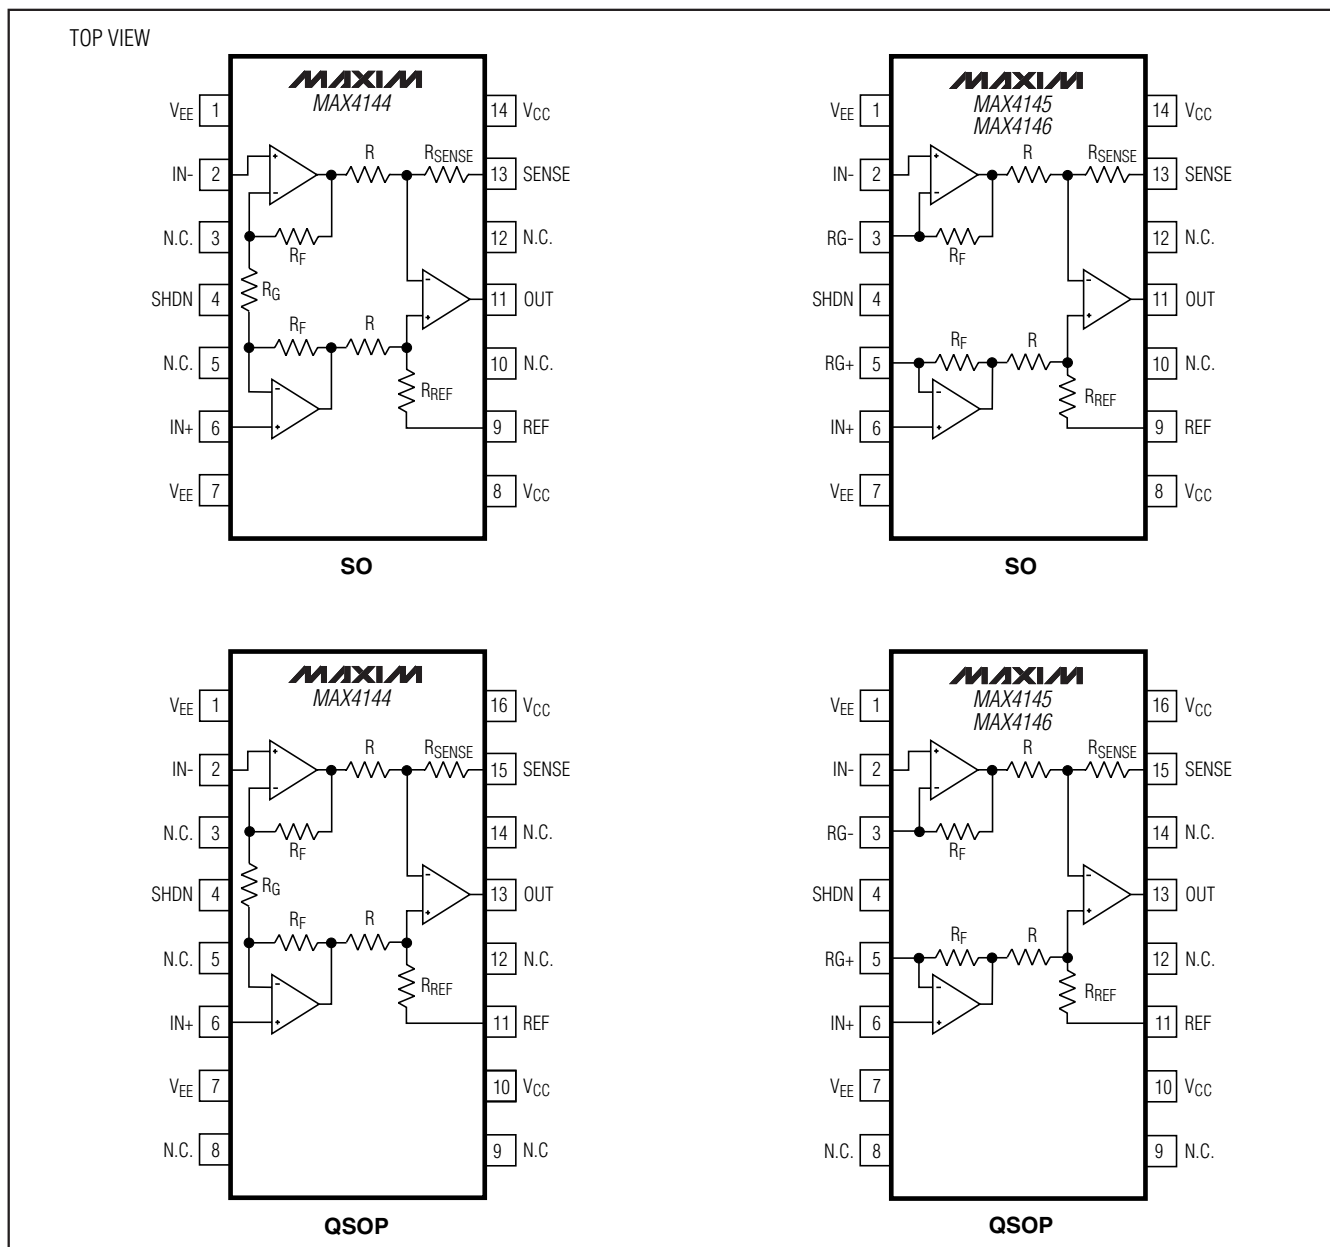 TOP VIEW
MAXIM
MAX4144
VEE 1
14 VCC
R
RSENSE
IN- 2
13 SENSE
N.C. 3
12 N.C.
RF
RG
SHDN 4
11 OUT
RF
R
N.C. 5
10 N.C.
RREF
IN+ 6
9 REF
VEE 7
8 VCC
SO
MAXIM
MAX4145
MAX4146
VEE 1
14 VCC
R
RSENSE
IN- 2
13 SENSE
RG- 3
12 N.C.
RF
SHDN 4
11 OUT
RF
R
RG+ 5
10 N.C.
RREF
IN+ 6
9 REF
VEE 7
8 VCC
SO
MAXIM
MAX4144
VEE 1
16 VCC
R
RSENSE
IN- 2
15 SENSE
N.C. 3
14 N.C.
RF
RG
SHDN 4
13 OUT
RF
R
N.C. 5
12 N.C.
RREF
IN+ 6
11 REF
VEE 7
10 VCC
N.C. 8
9 N.C
QSOP
MAXIM
MAX4145
MAX4146
VEE 1
16 VCC
R
RSENSE
IN- 2
15 SENSE
RG- 3
14 N.C.
RF
SHDN 4
13 OUT
RF
R
RG+ 5
12 N.C.
RREF
IN+ 6
11 REF
VEE 7
10 VCC
N.C. 8
9 N.C.
QSOP